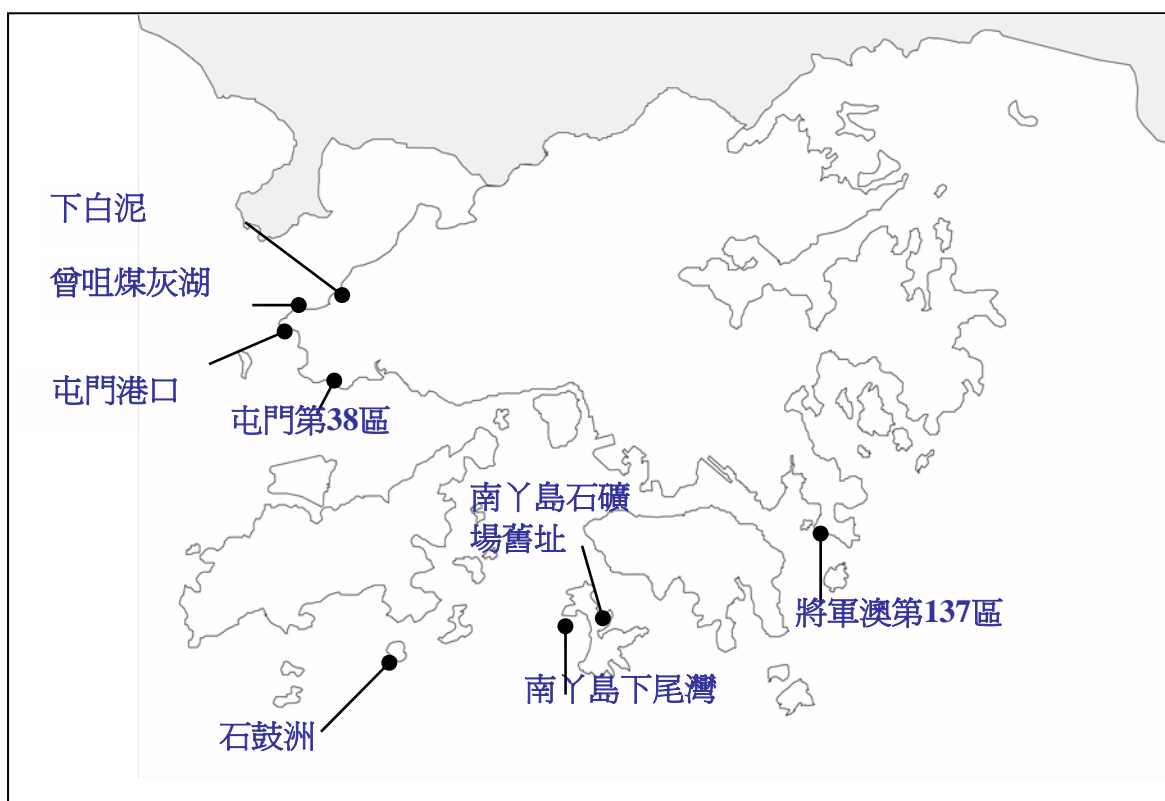 下白泥
曾咀煤灰湖
屯門港口
屯門第38區
南丫島石礦
場舊址
將軍澳第137區
南丫島下尾灣
石鼓洲